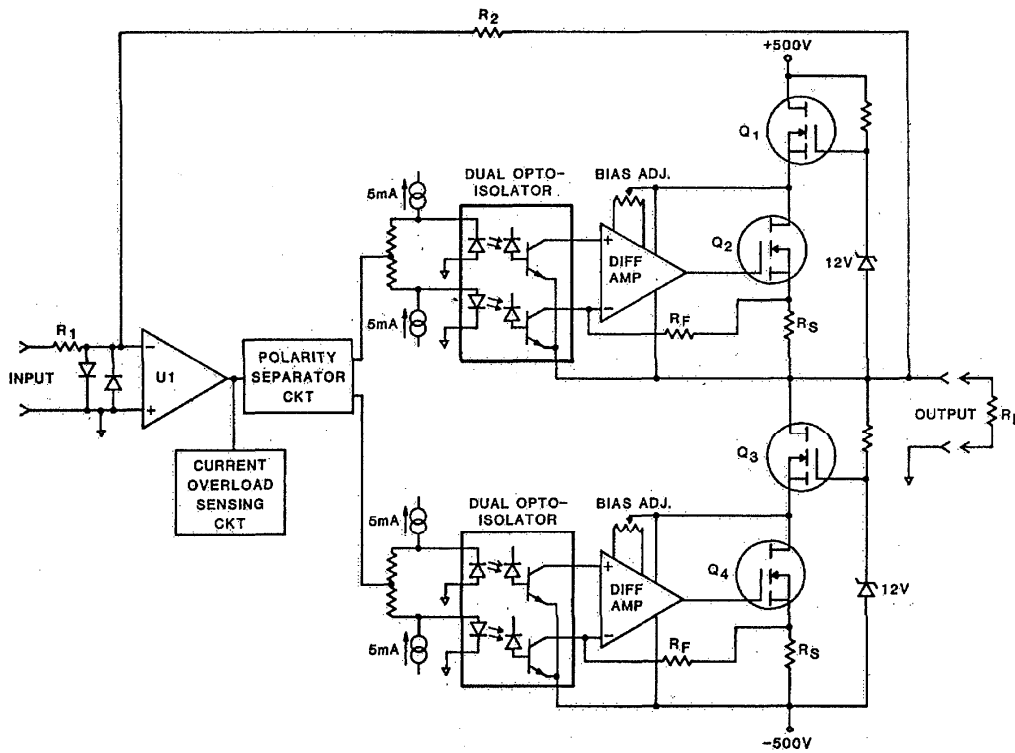 R2
+500V
Q1
DUAL OPTO-
ISOLATOR
BIAS ADJ.
5mA
Q2
+
DIFF
AMP
12V
−
5mA
RF
RS
R1
−
INPUT
U1
+
POLARITY
SEPARATOR
CKT
OUTPUT
RL
CURRENT
OVERLOAD
SENSING
CKT
Q3
DUAL OPTO-
ISOLATOR
BIAS ADJ.
5mA
+
Q4
DIFF
AMP
12V
−
5mA
RF
RS
−500V